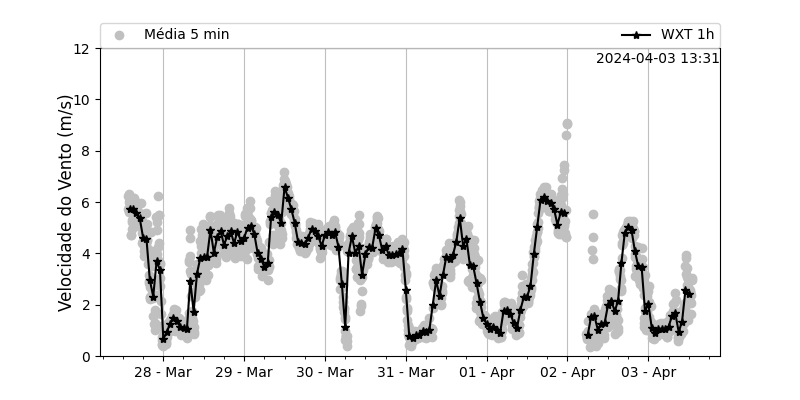 Média 5 min
WXT 1h
2024-04-03 13:31
Velocidade do Vento (m/s)
12
10
8
6
4
2
0
28 - Mar
29 - Mar
30 - Mar
31 - Mar
01 - Apr
02 - Apr
03 - Apr